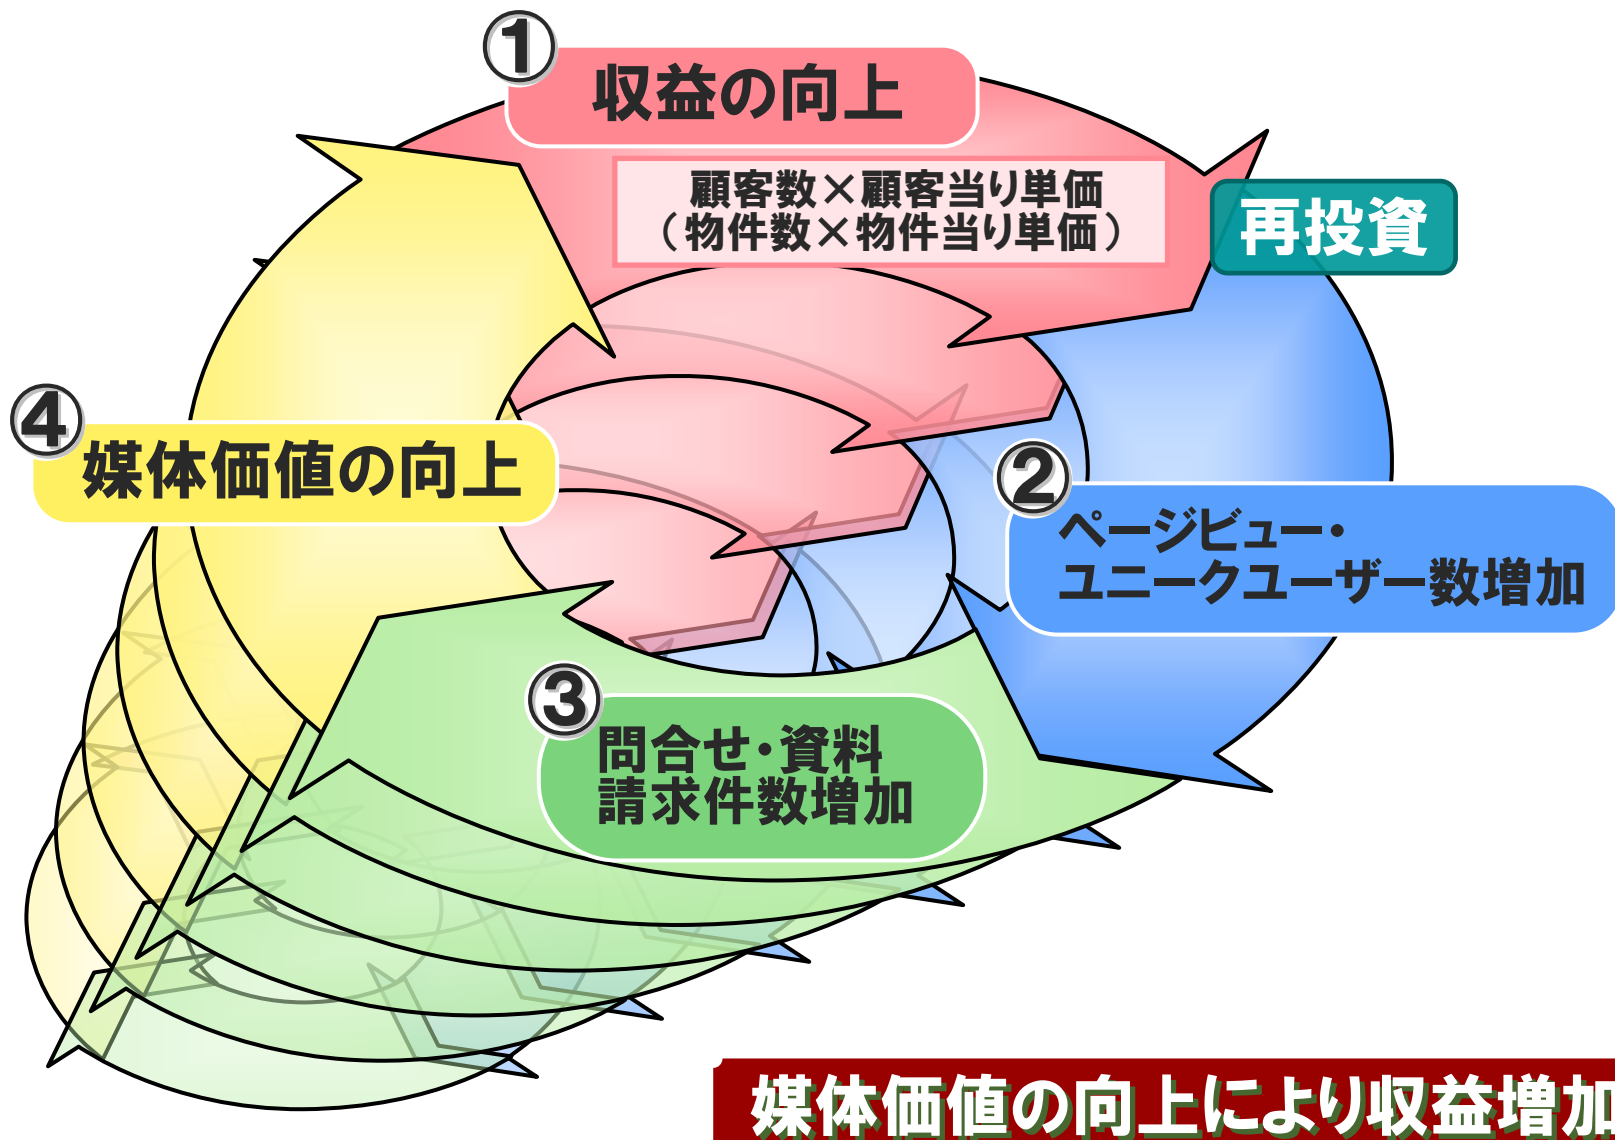 ①
収益の向上
顧客数×顧客当り単価
（物件数×物件当り単価）
再投資
②
ページビュー・
ユニークユーザー数増加
③
問合せ・資料
請求件数増加
④
媒体価値の向上
媒体価値の向上により収益増加